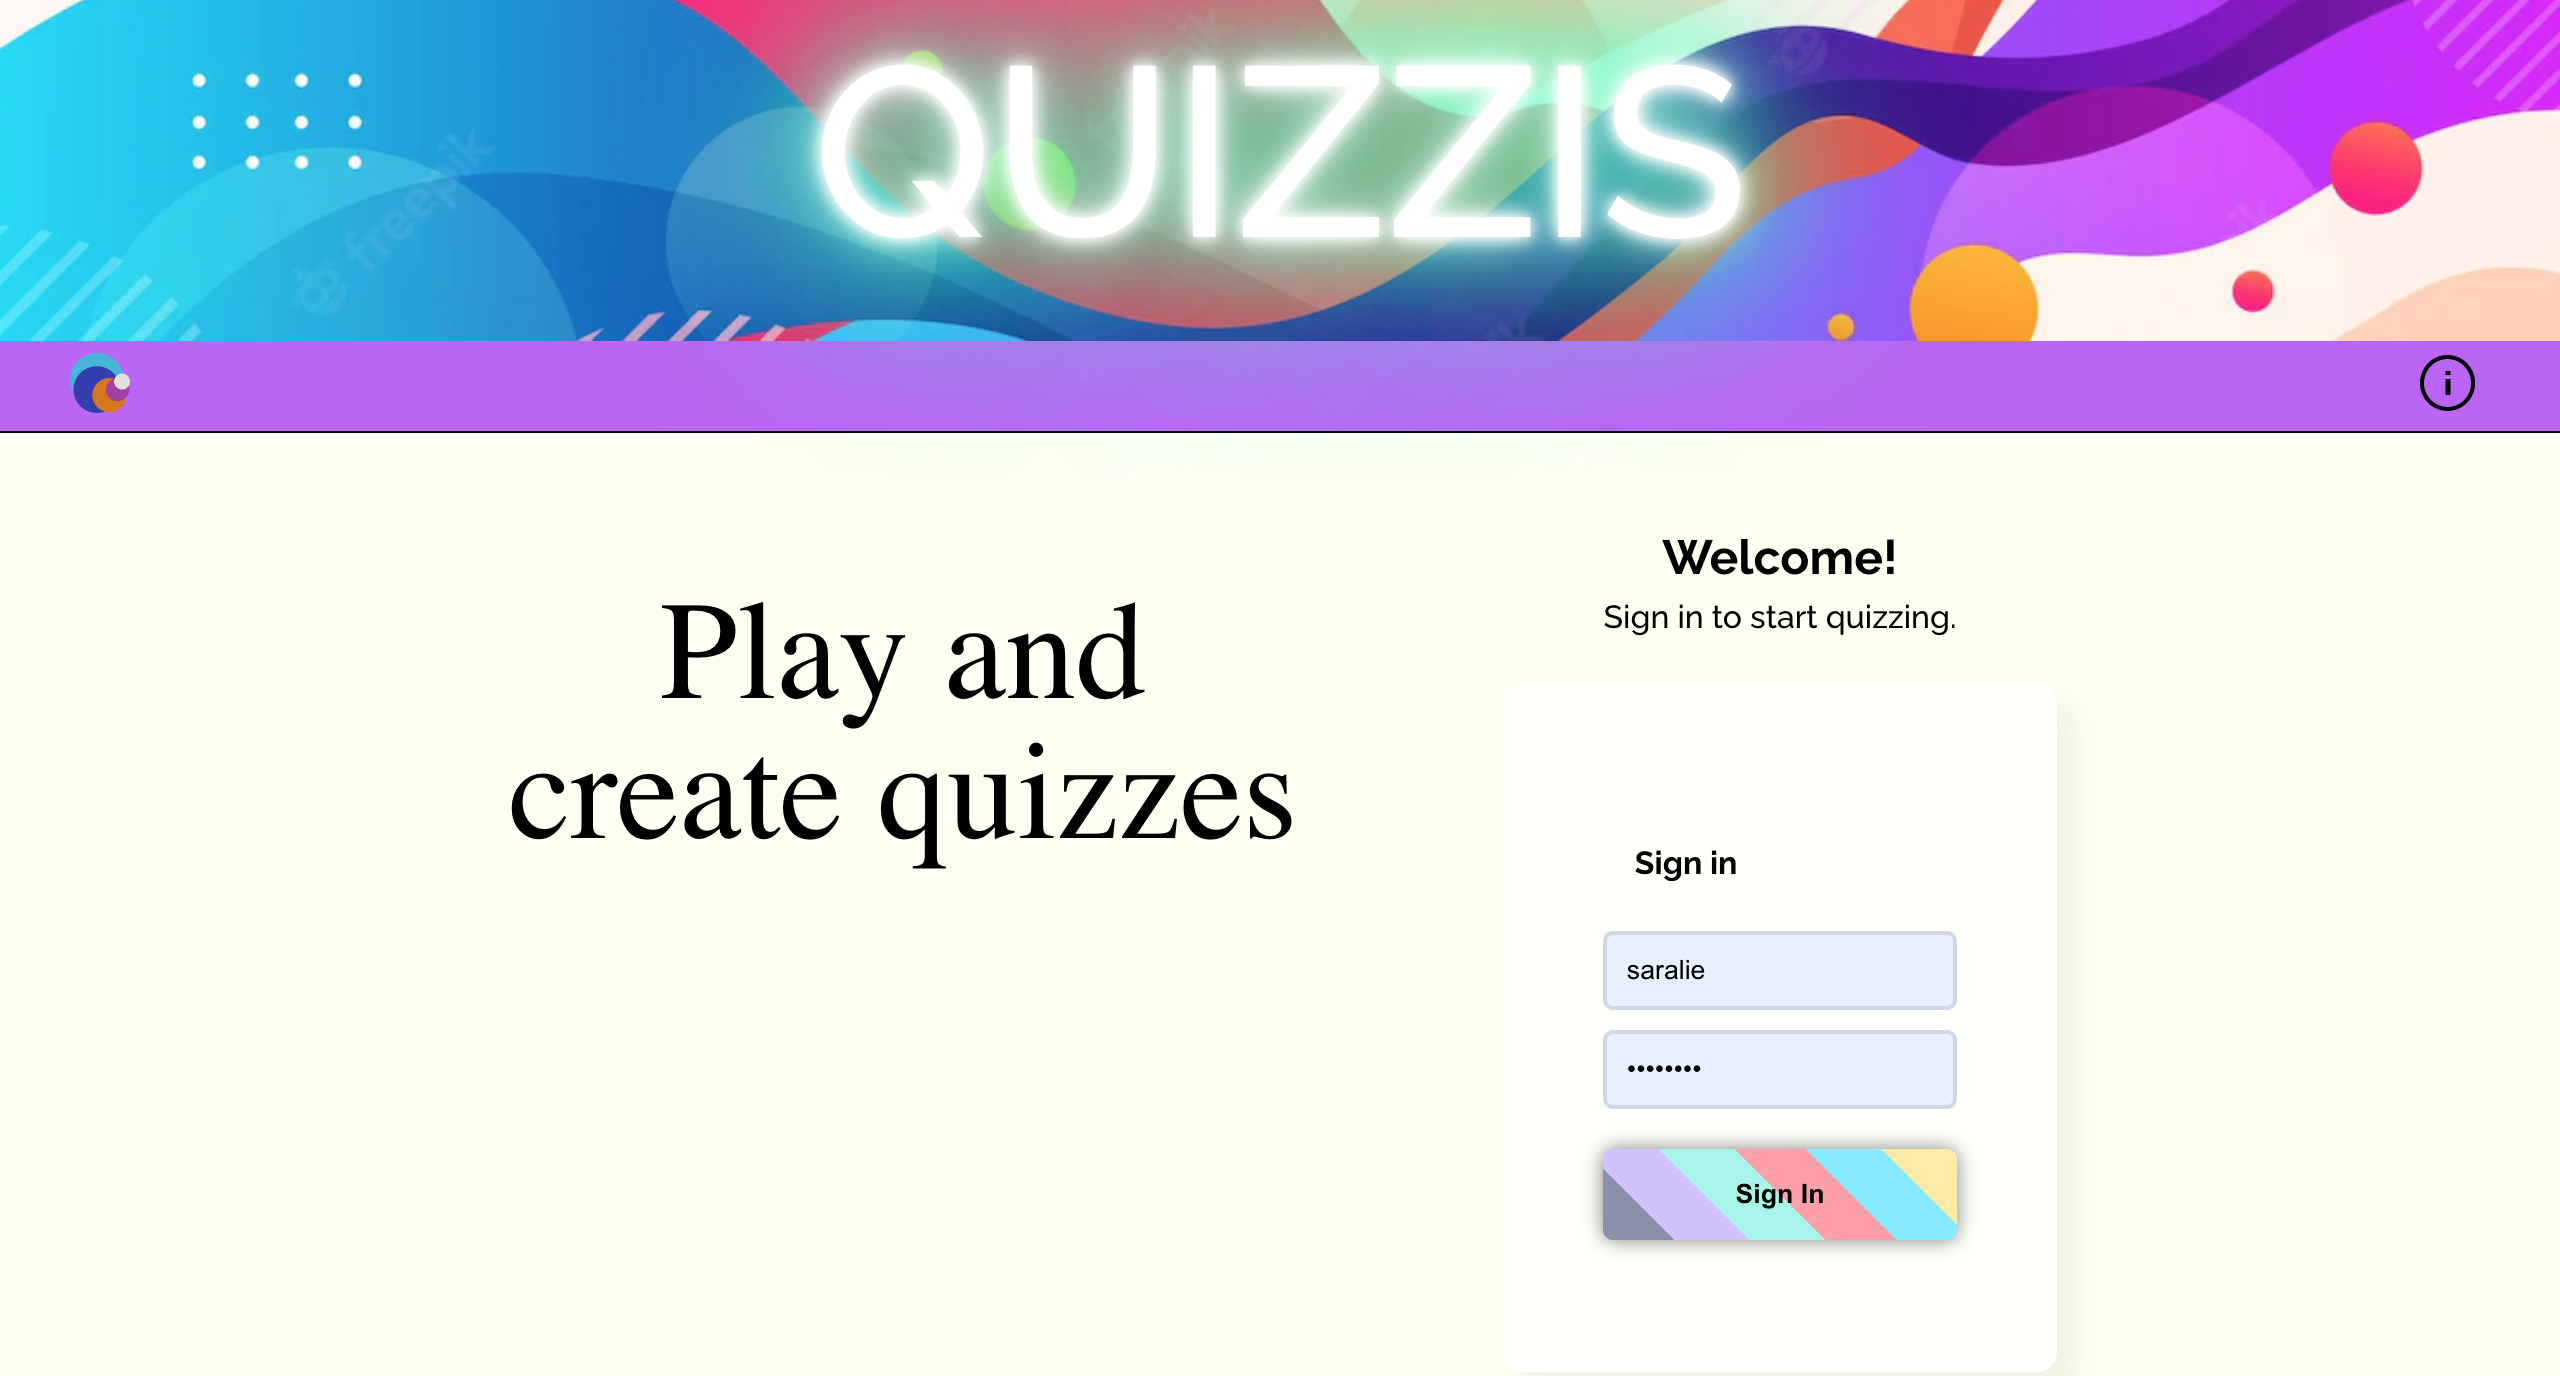 QUIZZIS
freepik
i
Welcome!
Sign in to start quizzing.
Play and
create quizzes
Sign in
saralie
••••••••
Sign In